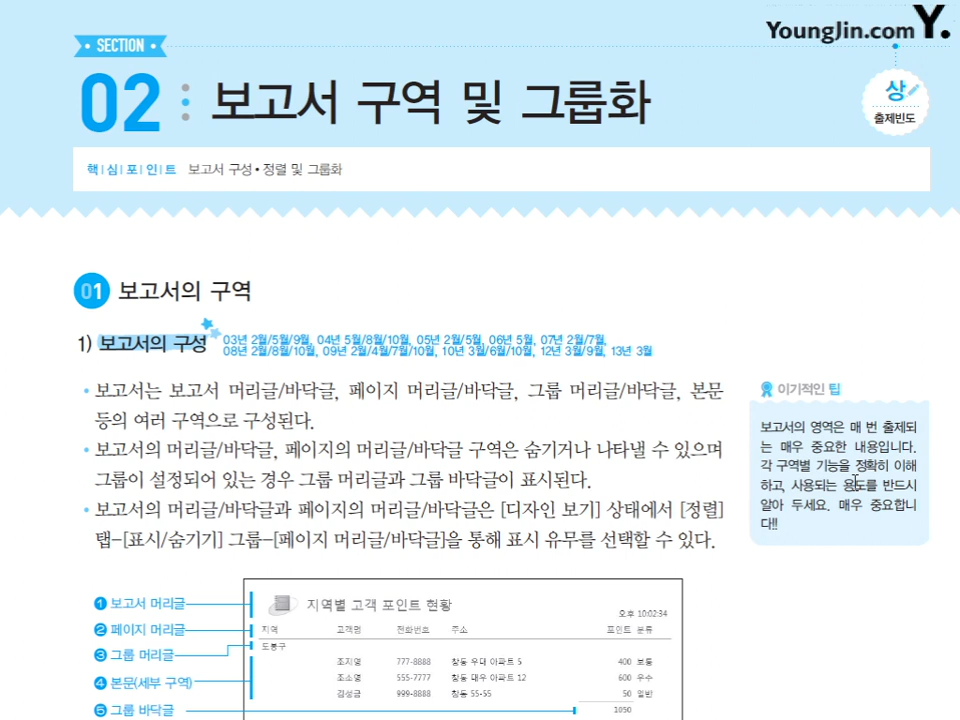 YoungJin.com Y.
SECTION
02 보고서 구역 및 그룹화
상
출제빈도
핵심포인트 보고서 구성 • 정렬 및 그룹화
01 보고서의 구역
1) 보고서의 구성
03년 2월/5월/9월, 04년 5월/8월/10월, 05년 2월/5월, 06년 5월, 07년 2월/7월,
08년 2월/8월/10월, 09년 2월/4월/7월/10월, 10년 3월/6월/10월, 12년 3월/9월, 13년 3월
• 보고서는 보고서 머리글/바닥글, 페이지 머리글/바닥글, 그룹 머리글/바닥글, 본문
등의 여러 구역으로 구성된다.
• 보고서의 머리글/바닥글, 페이지의 머리글/바닥글 구역은 숨기거나 나타낼 수 있으며
그룹이 설정되어 있는 경우 그룹 머리글과 그룹 바닥글이 표시된다.
• 보고서의 머리글/바닥글과 페이지의 머리글/바닥글은 [디자인 보기] 상태에서 [정렬]
탭-[표시/숨기기] 그룹-[페이지 머리글/바닥글]을 통해 표시 유무를 선택할 수 있다.
이기적인 팁
보고서의 영역은 매 번 출제되
는 매우 중요한 내용입니다.
각 구역별 기능을 정확히 이해
하고, 사용되는 용도를 반드시
알아 두세요. 매우 중요합니
다!!
❶ 보고서 머리글
❷ 페이지 머리글
❸ 그룹 머리글
❹ 본문(세부 구역)
❺ 그룹 바닥글
지역별 고객 포인트 현황
오후 10:02:34
지역 고객명 전화번호 주소 포인트 분류
도봉구
조지영 777-8888 창동 우대 아파트 5 400 보통
조소영 555-7777 창동 대우 아파트 12 600 우수
김성금 999-8888 창동 55-55 50 일반
1050